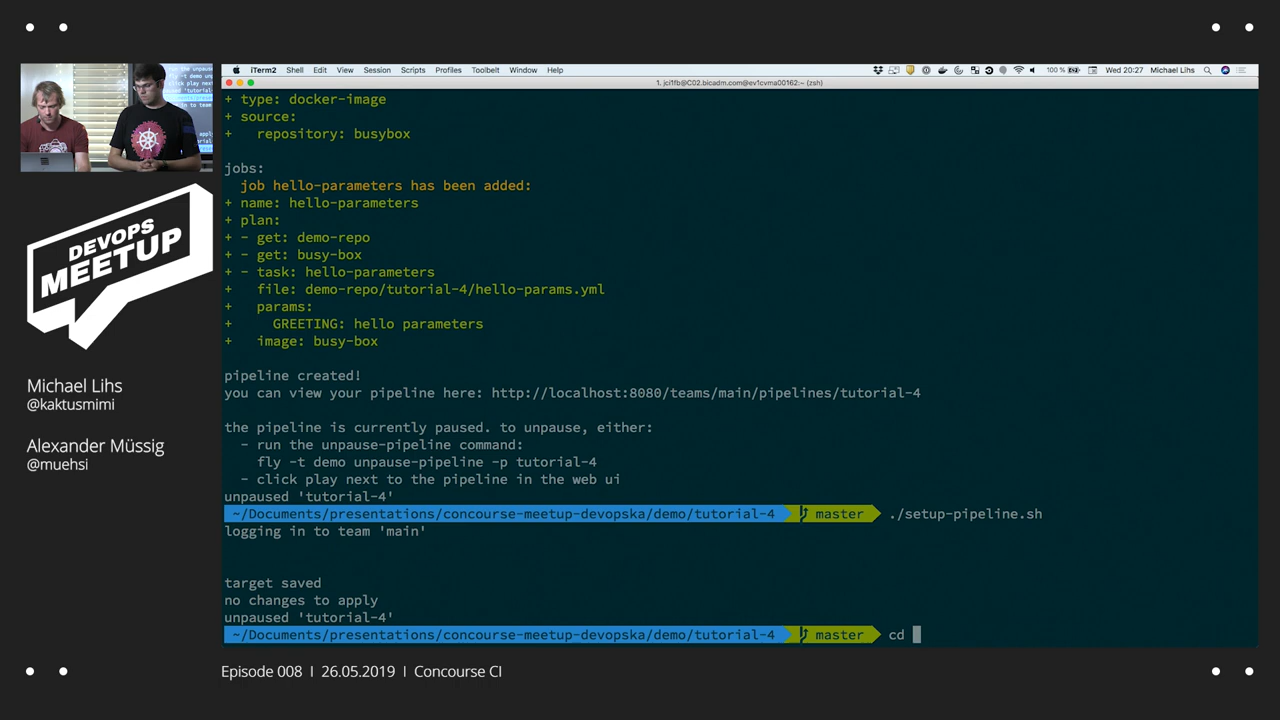 iTerm2 Shell Edit View Session Scripts Profiles Toolbelt Window Help
100 %
Wed 20:27 Michael Lihs
1. jci1fb@C02.bicadm.com@ev1cvma00162:~ (zsh)
+ type: docker-image
+ source:
+   repository: busybox
jobs:
  job hello-parameters has been added:
+ name: hello-parameters
+ plan:
+ - get: demo-repo
+ - get: busy-box
+ - task: hello-parameters
+   file: demo-repo/tutorial-4/hello-params.yml
+   params:
+     GREETING: hello parameters
+   image: busy-box
pipeline created!
you can view your pipeline here: http://localhost:8080/teams/main/pipelines/tutorial-4
the pipeline is currently paused. to unpause, either:
  - run the unpause-pipeline command:
    fly -t demo unpause-pipeline -p tutorial-4
  - click play next to the pipeline in the web ui
unpaused 'tutorial-4'
~/Documents/presentations/concourse-meetup-devopska/demo/tutorial-4 master ./setup-pipeline.sh
logging in to team 'main'
target saved
no changes to apply
unpaused 'tutorial-4'
~/Documents/presentations/concourse-meetup-devopska/demo/tutorial-4 master cd
DEVOPS
MEETUP
Michael Lihs
@kaktusmimi
Alexander Müssig
@muehsi
Episode 008 | 26.05.2019 | Concourse CI